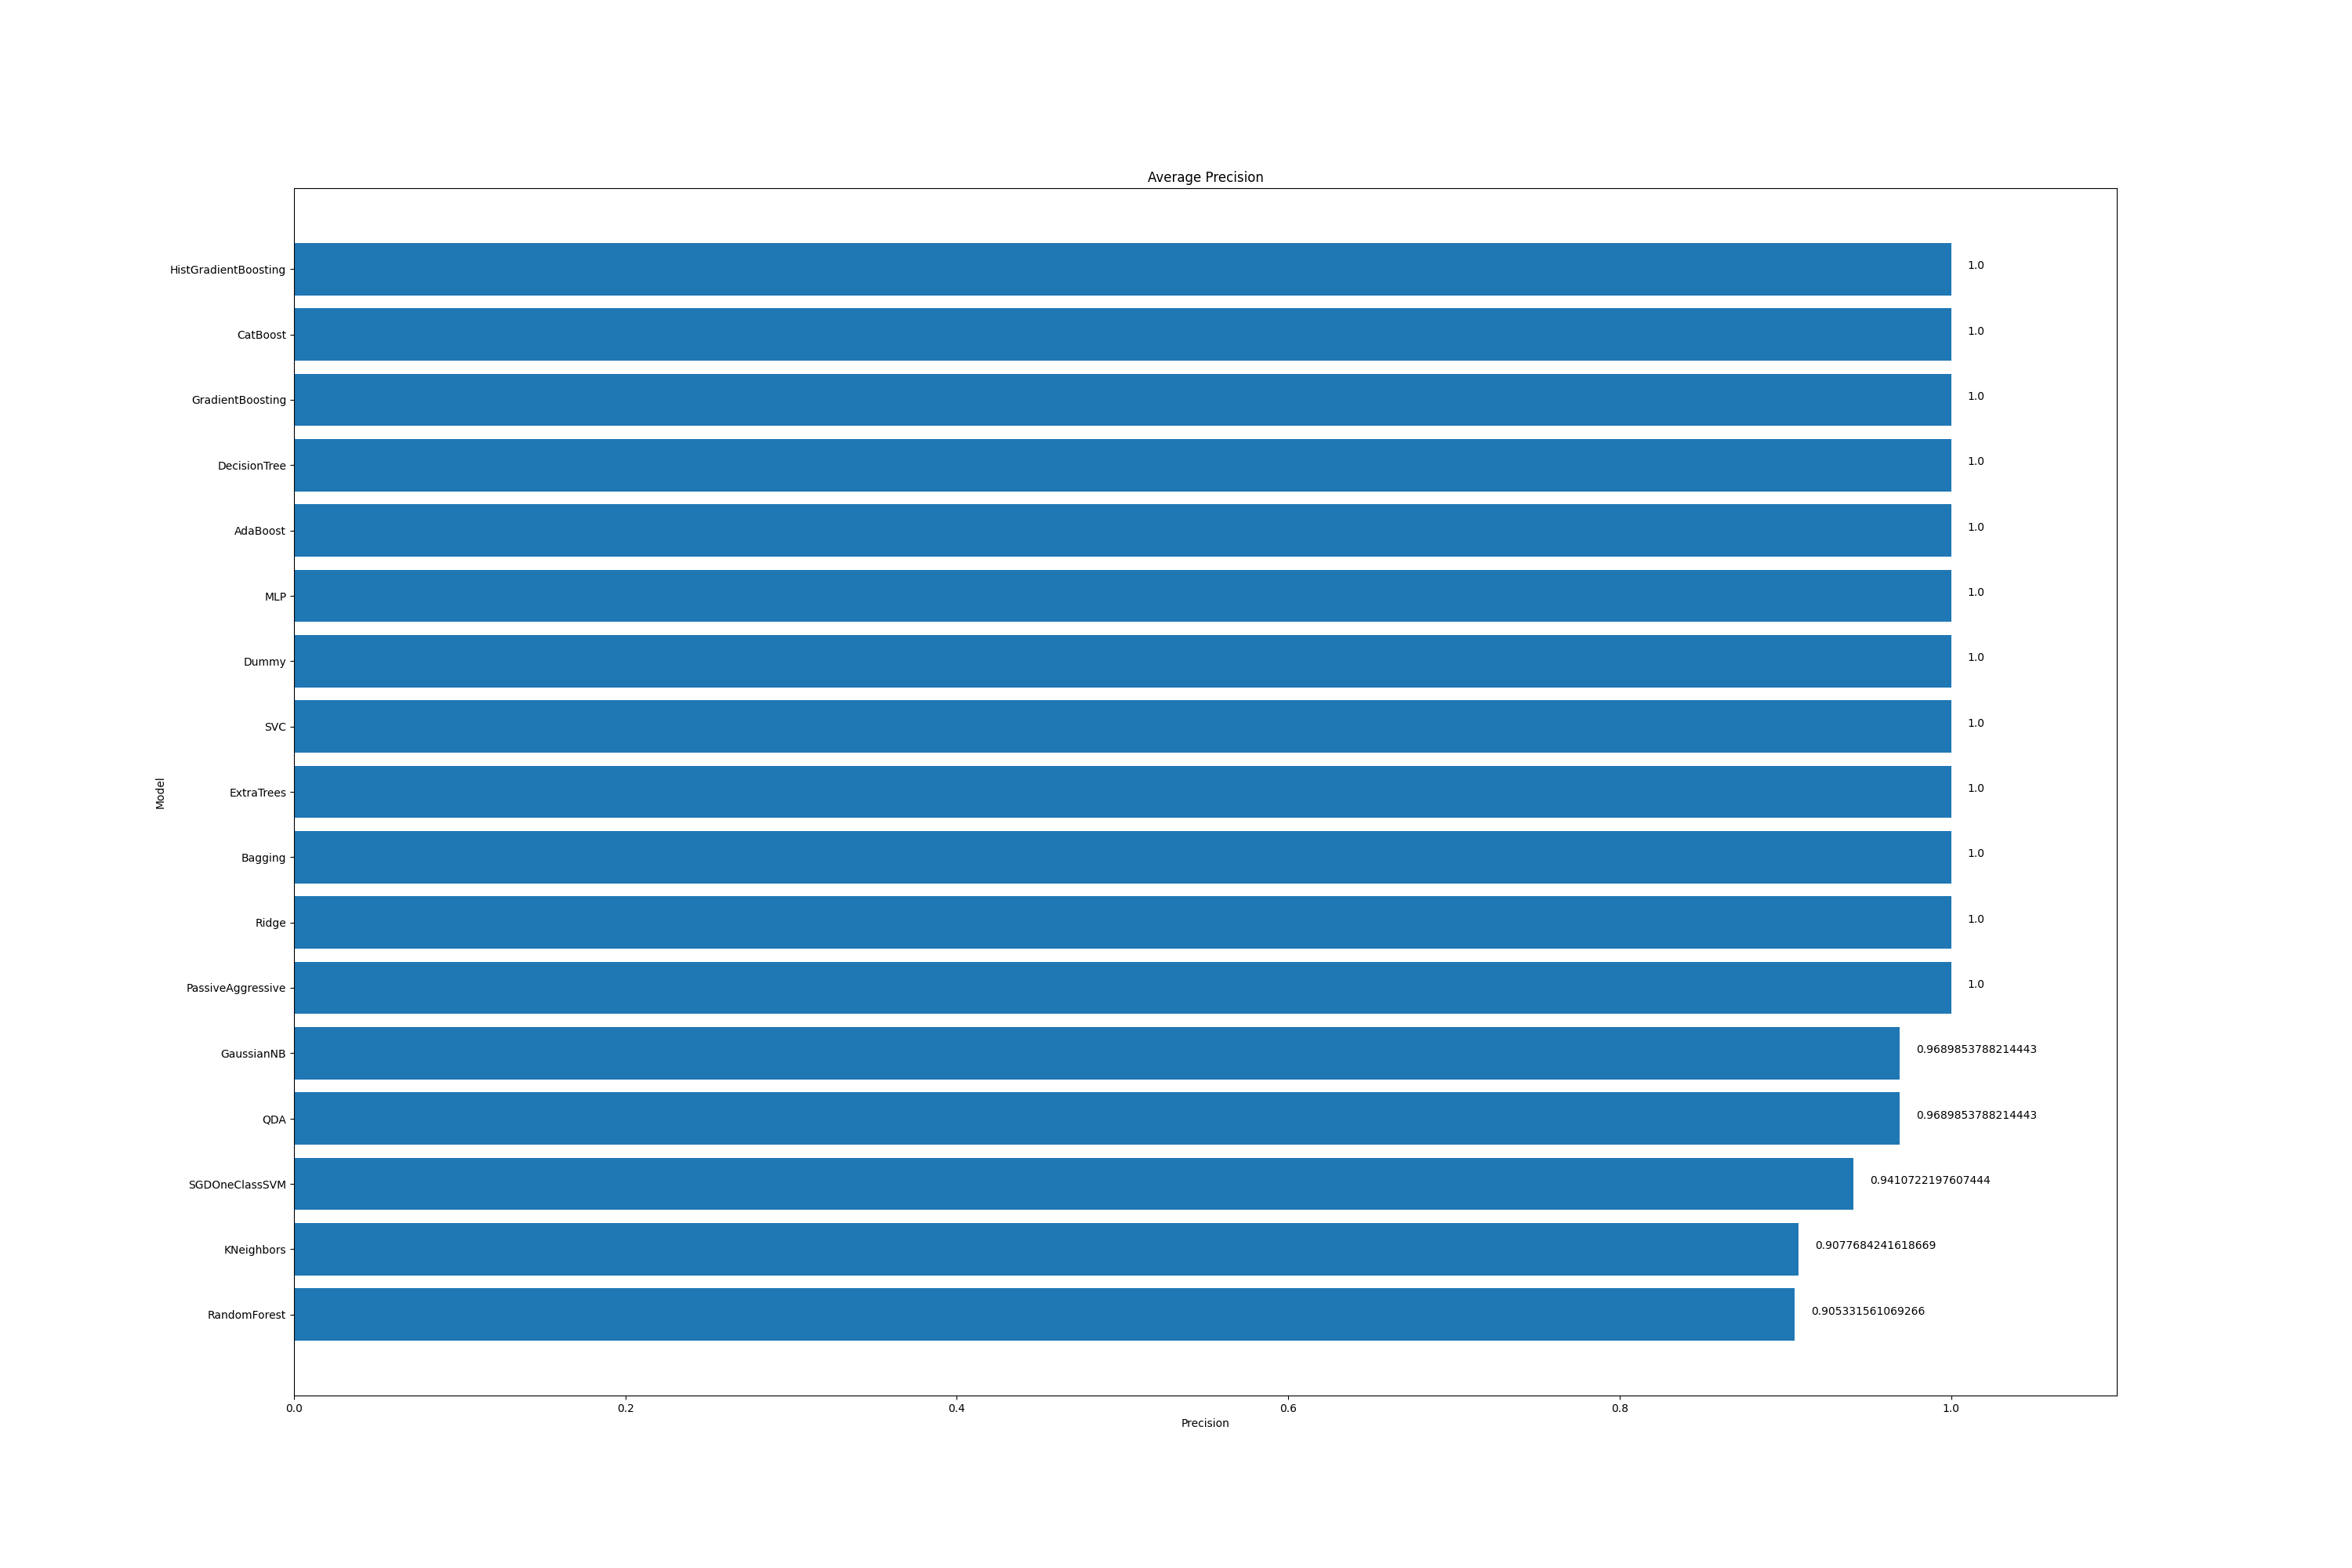 Average Precision
HistGradientBoosting 1.0
CatBoost 1.0
GradientBoosting 1.0
DecisionTree 1.0
AdaBoost 1.0
MLP 1.0
Dummy 1.0
SVC 1.0
Model
ExtraTrees 1.0
Bagging 1.0
Ridge 1.0
PassiveAggressive 1.0
GaussianNB 0.9689853788214443
QDA 0.9689853788214443
SGDOneClassSVM 0.9410722197607444
KNeighbors 0.9077684241618669
RandomForest 0.905331561069266
0.0 0.2 0.4 0.6 0.8 1.0
Precision